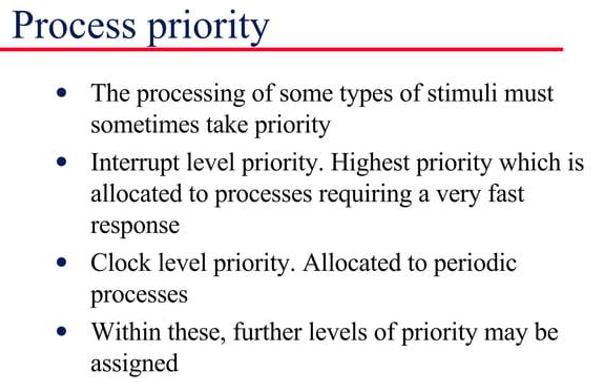 Process priority
• The processing of some types of stimuli must
sometimes take priority
• Interrupt level priority. Highest priority which is
allocated to processes requiring a very fast
response
• Clock level priority. Allocated to periodic
processes
• Within these, further levels of priority may be
assigned